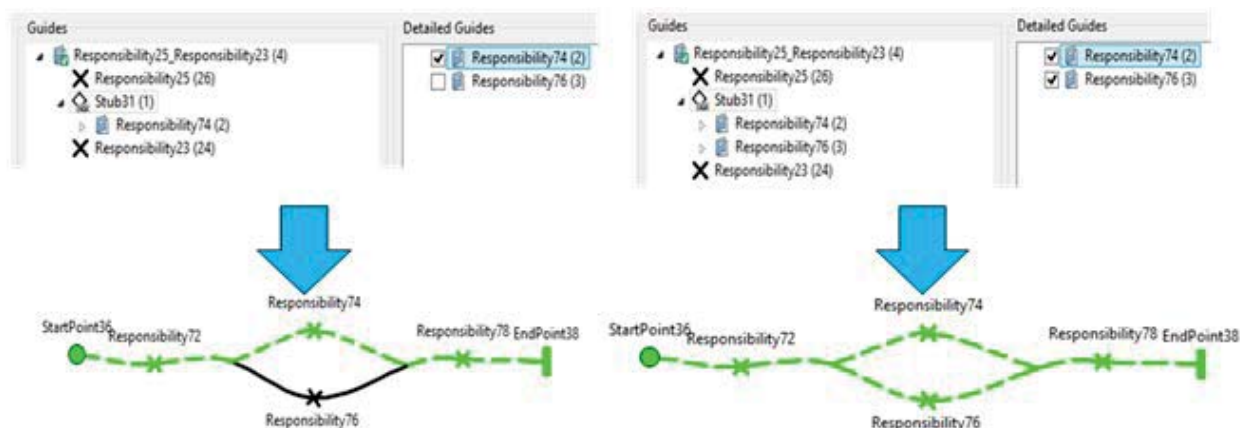 Guides
Responsibility25_Responsibility23 (4)
Responsibility25 (26)
Stub31 (1)
Responsibility74 (2)
Responsibility23 (24)
Detailed Guides
Responsibility74 (2)
Responsibility76 (3)
Guides
Responsibility25_Responsibility23 (4)
Responsibility25 (26)
Stub31 (1)
Responsibility74 (2)
Responsibility76 (3)
Responsibility23 (24)
Detailed Guides
Responsibility74 (2)
Responsibility76 (3)
Responsibility74
StartPoint36
Responsibility72
Responsibility78
EndPoint38
Responsibility76
Responsibility74
StartPoint36
Responsibility72
Responsibility78
EndPoint38
Responsibility76